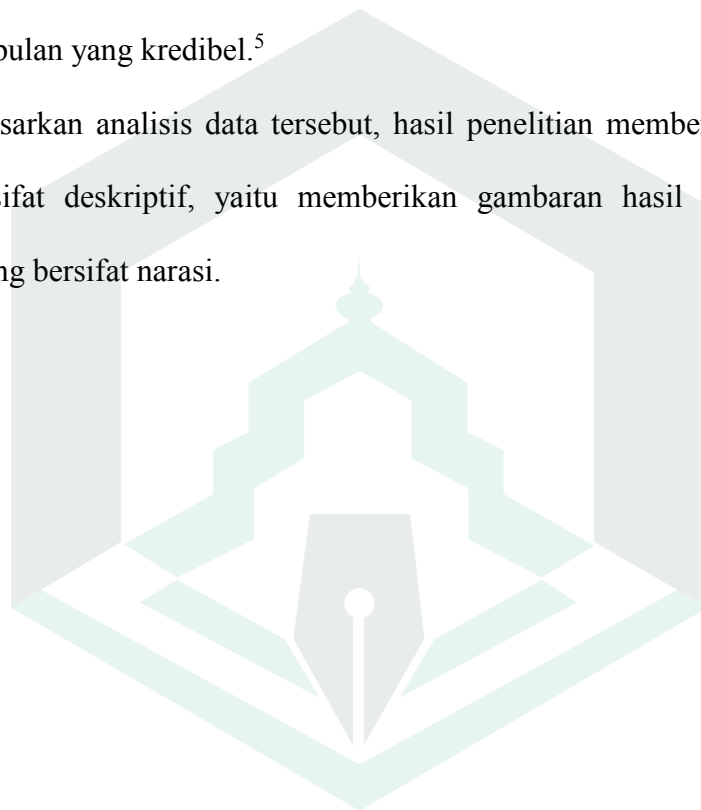 pulan yang kredibel.⁵
sarkan analisis data tersebut, hasil penelitian member
sifat deskriptif, yaitu memberikan gambaran hasil
ng bersifat narasi.